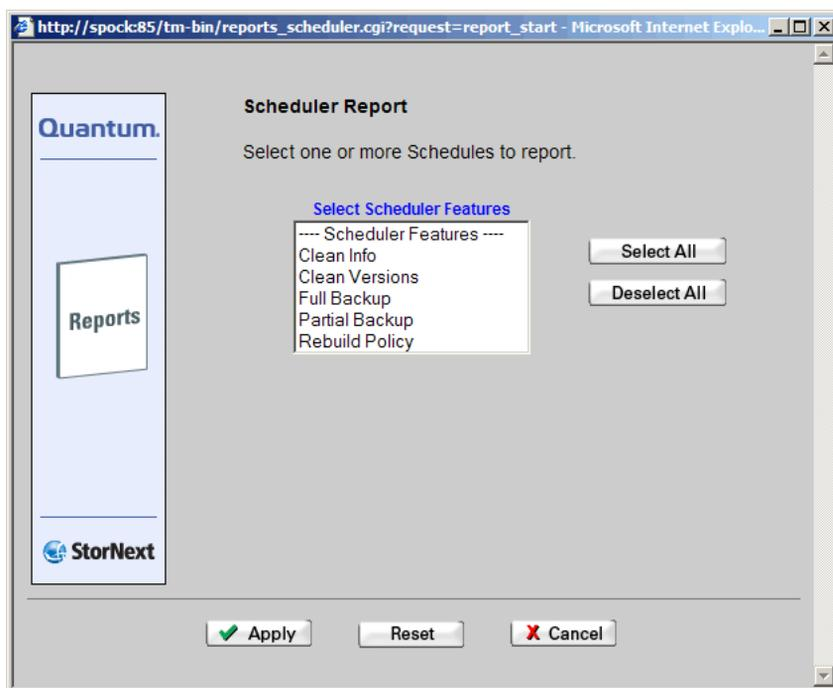 http://spock:85/tm-bin/reports_scheduler.cgi?request=report_start - Microsoft Internet Explo...
Quantum.
Reports
StorNext
Scheduler Report
Select one or more Schedules to report.
Select Scheduler Features
---- Scheduler Features ----
Clean Info
Clean Versions
Full Backup
Partial Backup
Rebuild Policy
Select All
Deselect All
Apply
Reset
Cancel